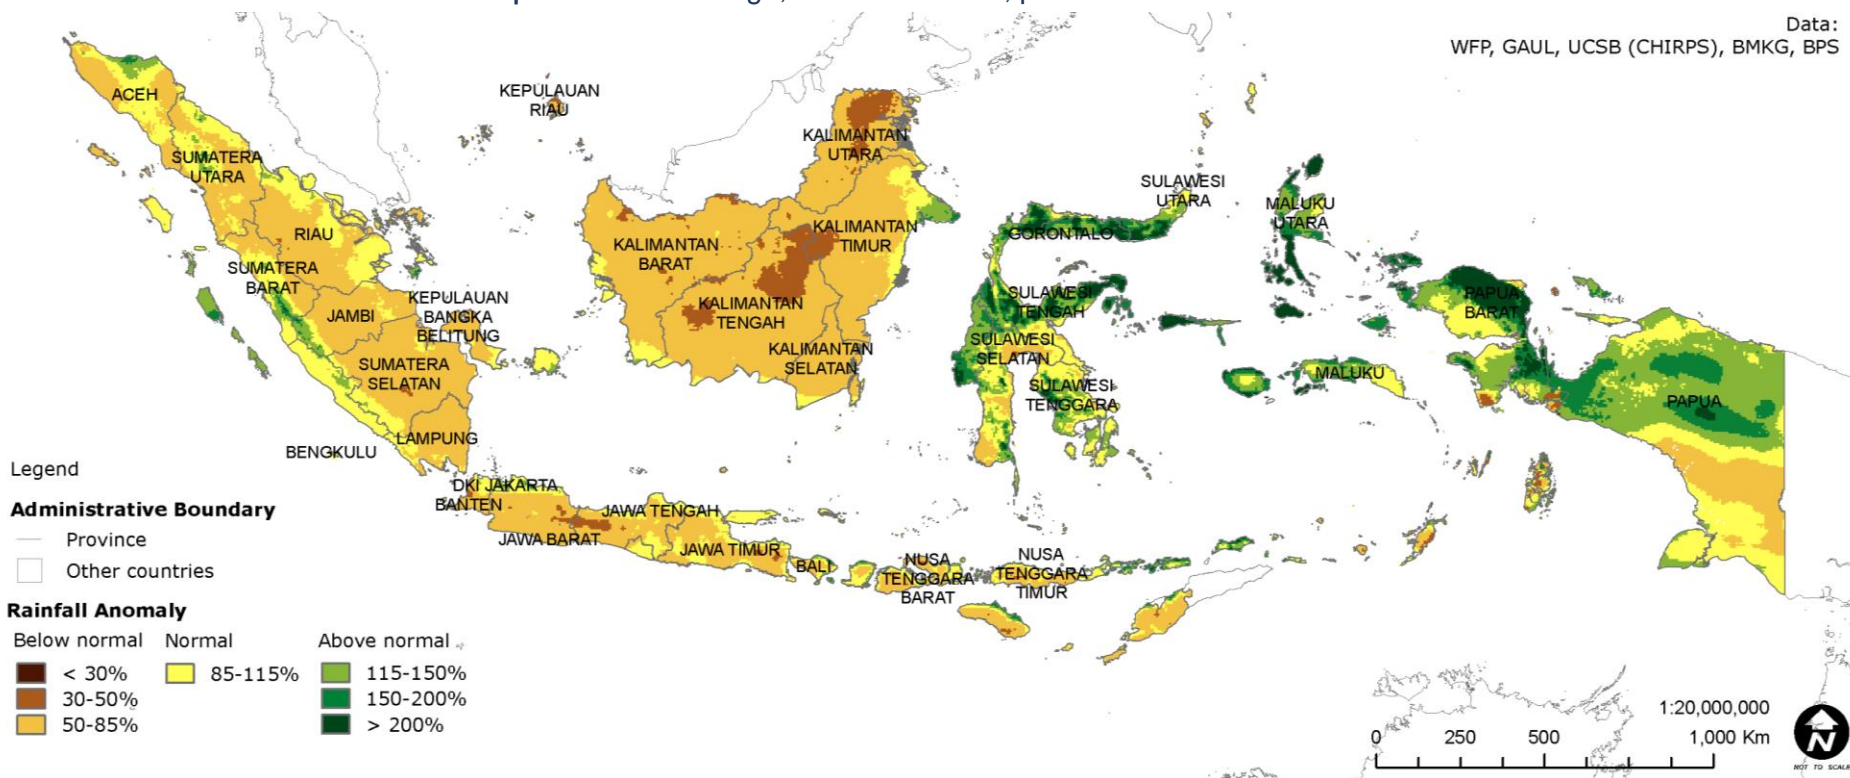 Data:
WFP, GAUL, UCSB (CHIRPS), BMKG, BPS
ACEH
SUMATERA
UTARA
RIAU
SUMATERA
BARAT
JAMBI
KEPULAUAN
RIAU
KEPULAUAN
BANGKA
BELITUNG
SUMATERA
SELATAN
LAMPUNG
BENGKULU
KALIMANTAN
UTARA
KALIMANTAN
BARAT
KALIMANTAN
TIMUR
KALIMANTAN
TENGAH
KALIMANTAN
SELATAN
SULAWESI
UTARA
GORONTALO
SULAWESI
TENGAH
SULAWESI
SELATAN
SULAWESI
TENGGARA
MALUKU
UTARA
MALUKU
PAPUA
BARAT
PAPUA
DKI JAKARTA
BANTEN
JAWA BARAT
JAWA TENGAH
JAWA TIMUR
BALI
NUSA
TENGGARA
BARAT
NUSA
TENGGARA
TIMUR
Legend
Administrative Boundary
Province
Other countries
Rainfall Anomaly
Below normal
< 30%
30-50%
50-85%
Normal
85-115%
Above normal
115-150%
150-200%
> 200%
1:20,000,000
0 250 500 1,000 Km
N
NOT TO SCALE